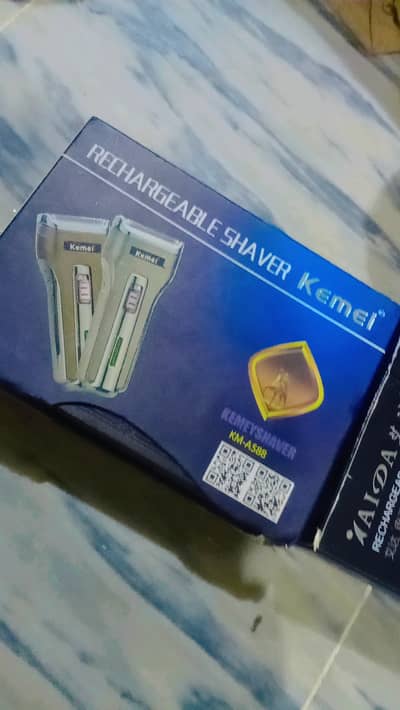 RECHARGEABLE SHAVER Kemei
Kemei
Kemei
KEMEYSHAVER
KM-A588
RECHARGEAB